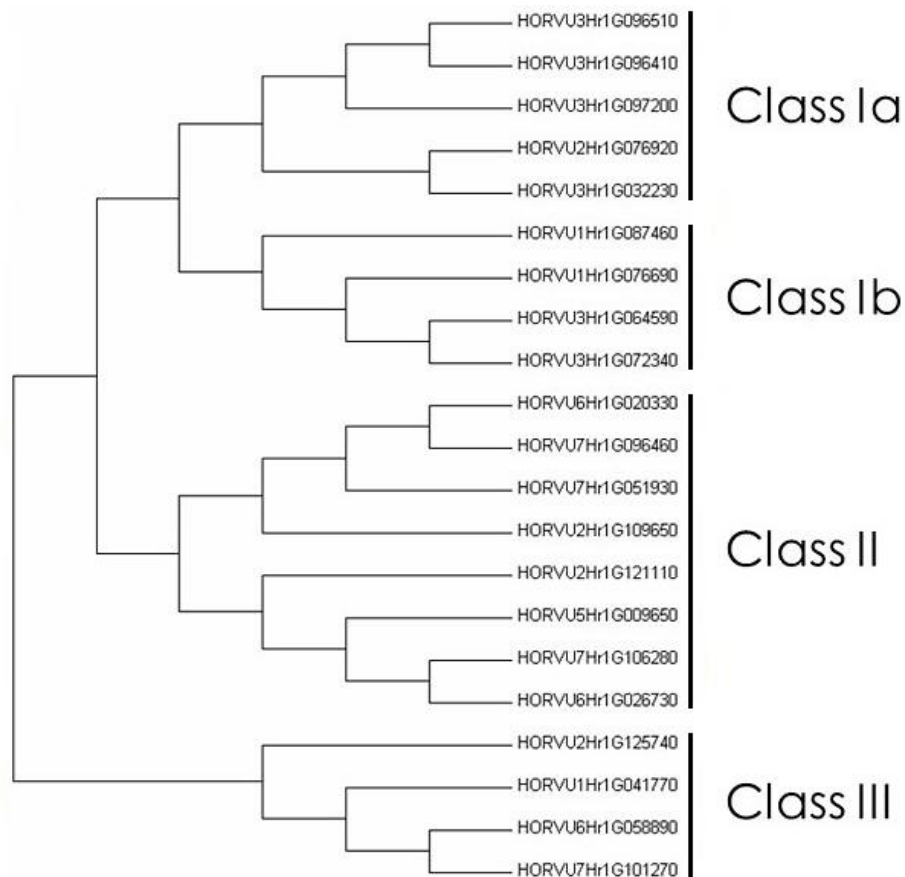 HORVU3Hr1G096510
HORVU3Hr1G096410
HORVU3Hr1G097200
HORVU2Hr1G076920
HORVU3Hr1G032230
Class Ia
HORVU1Hr1G087460
HORVU1Hr1G076690
HORVU3Hr1G064590
HORVU3Hr1G072340
Class Ib
HORVU6Hr1G020330
HORVU7Hr1G096460
HORVU7Hr1G051930
HORVU2Hr1G109650
HORVU2Hr1G121110
HORVU5Hr1G009650
HORVU7Hr1G106280
HORVU6Hr1G026730
Class II
HORVU2Hr1G125740
HORVU1Hr1G041770
HORVU6Hr1G058890
HORVU7Hr1G101270
Class III